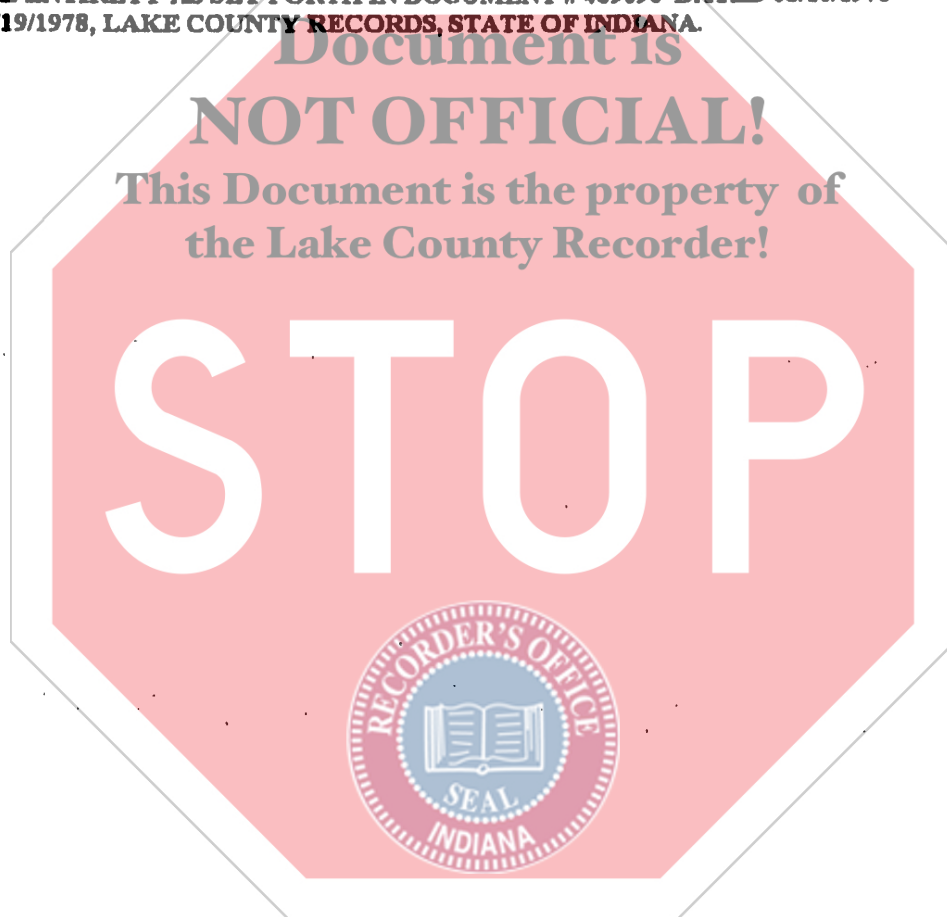 19/1978, LAKE COUNTY RECORDS, STATE OF INDIANA.
Document is
NOT OFFICIAL!
This Document is the property of
the Lake County Recorder!
STOP
RECORDER'S OFFICE
SEAL
INDIANA